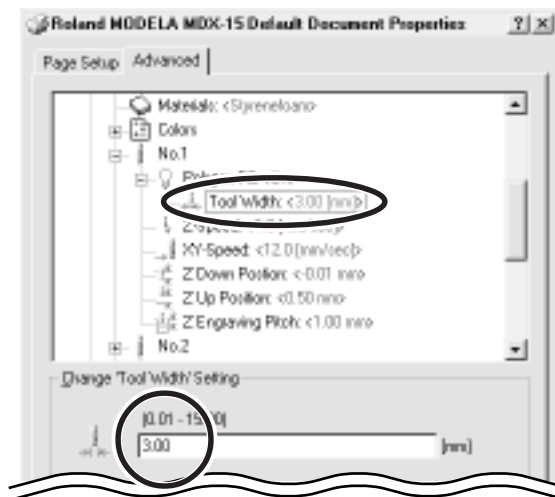 Roland MODELA MDX-15 Default Document Properties
Page Setup Advanced
Materials: <Styrenefoam>
Colors
No.1
Tool Width: <3.00 [mm]>
XY-Speed: <12.0 [mm/sec]>
Z Down Position: <-0.01 mm>
Z Up Position: <0.50 mm>
Z Engraving Pitch: <1.00 mm>
No.2
Change 'Tool Width' Setting
[0.01 - 15.00]
3.00 [mm]